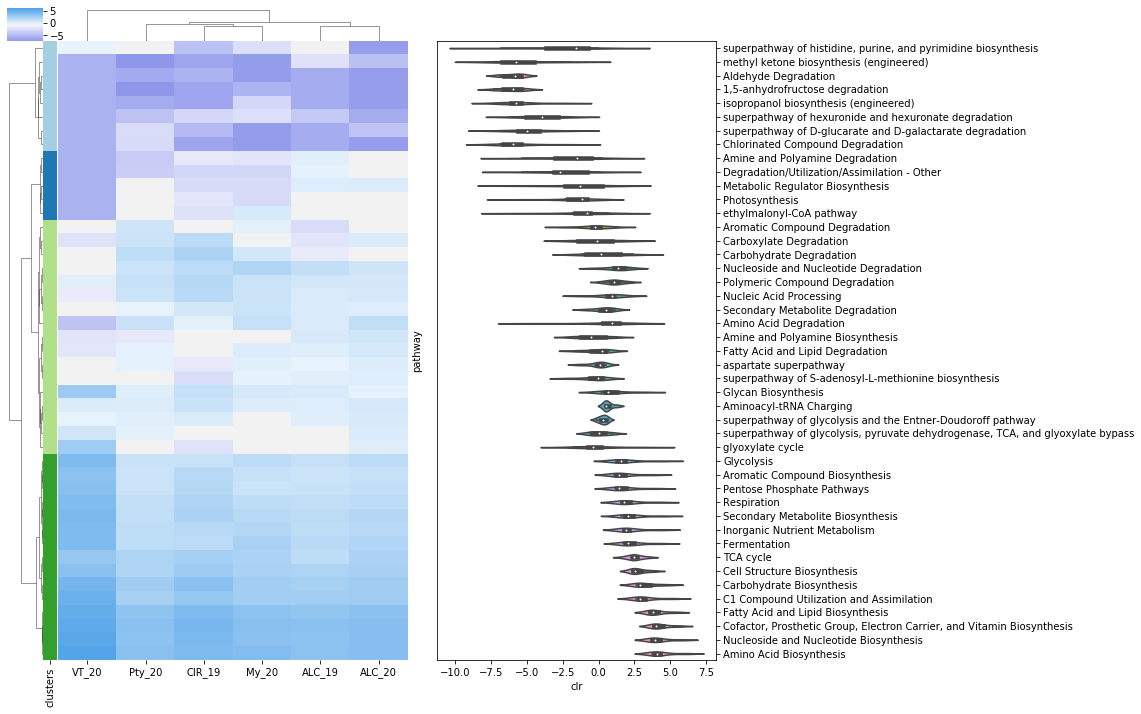 5
0
−5
clusters
VT_20
Pty_20
CIR_19
My_20
ALC_19
ALC_20
pathway
superpathway of histidine, purine, and pyrimidine biosynthesis
methyl ketone biosynthesis (engineered)
Aldehyde Degradation
1,5-anhydrofructose degradation
isopropanol biosynthesis (engineered)
superpathway of hexuronide and hexuronate degradation
superpathway of D-glucarate and D-galactarate degradation
Chlorinated Compound Degradation
Amine and Polyamine Degradation
Degradation/Utilization/Assimilation - Other
Metabolic Regulator Biosynthesis
Photosynthesis
ethylmalonyl-CoA pathway
Aromatic Compound Degradation
Carboxylate Degradation
Carbohydrate Degradation
Nucleoside and Nucleotide Degradation
Polymeric Compound Degradation
Nucleic Acid Processing
Secondary Metabolite Degradation
Amino Acid Degradation
Amine and Polyamine Biosynthesis
Fatty Acid and Lipid Degradation
aspartate superpathway
superpathway of S-adenosyl-L-methionine biosynthesis
Glycan Biosynthesis
Aminoacyl-tRNA Charging
superpathway of glycolysis and the Entner-Doudoroff pathway
superpathway of glycolysis, pyruvate dehydrogenase, TCA, and glyoxylate bypass
glyoxylate cycle
Glycolysis
Aromatic Compound Biosynthesis
Pentose Phosphate Pathways
Respiration
Secondary Metabolite Biosynthesis
Inorganic Nutrient Metabolism
Fermentation
TCA cycle
Cell Structure Biosynthesis
Carbohydrate Biosynthesis
C1 Compound Utilization and Assimilation
Fatty Acid and Lipid Biosynthesis
Cofactor, Prosthetic Group, Electron Carrier, and Vitamin Biosynthesis
Nucleoside and Nucleotide Biosynthesis
Amino Acid Biosynthesis
−10.0 −7.5 −5.0 −2.5 0.0 2.5 5.0 7.5
clr